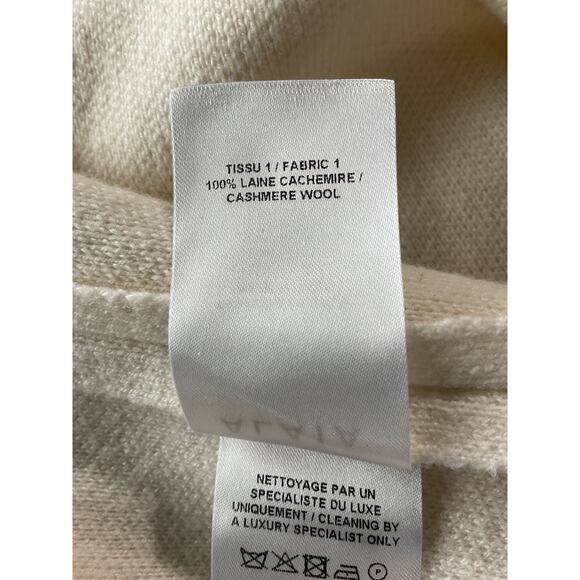 TISSU 1 / FABRIC 1
100% LAINE CACHEMIRE /
CASHMERE WOOL
ALAIA
NETTOYAGE PAR UN
SPECIALISTE DU LUXE
UNIQUEMENT / CLEANING BY
A LUXURY SPECIALIST ONLY
P